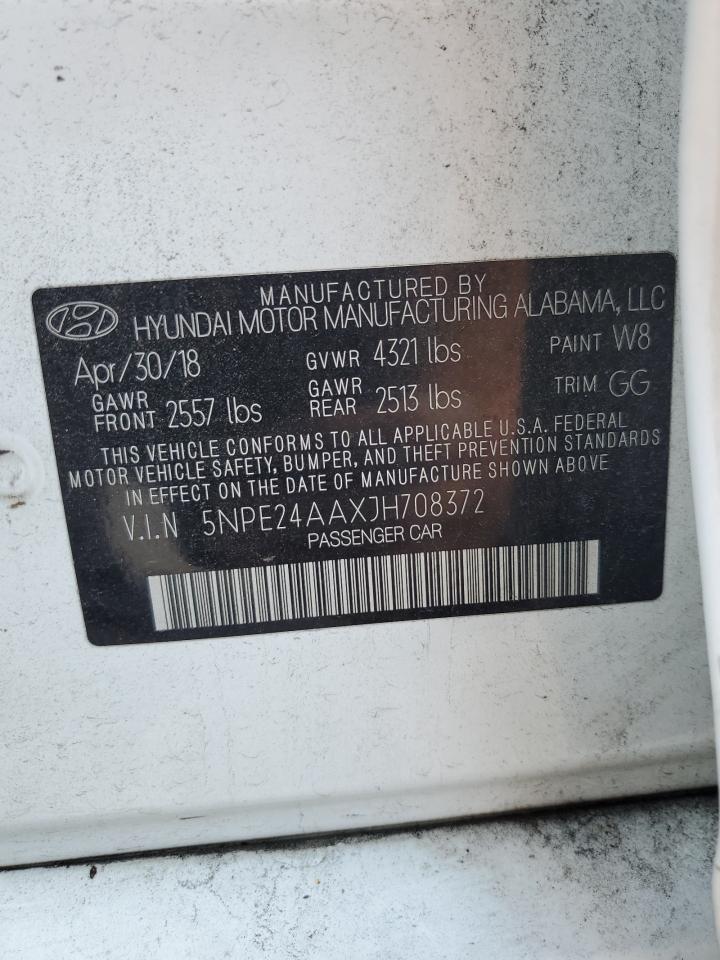 MANUFACTURED BY
HYUNDAI MOTOR MANUFACTURING ALABAMA, LLC
Apr/30/18 GVWR 4321 lbs PAINT W8
GAWR FRONT 2557 lbs GAWR REAR 2513 lbs TRIM GG
THIS VEHICLE CONFORMS TO ALL APPLICABLE U.S.A. FEDERAL
MOTOR VEHICLE SAFETY, BUMPER, AND THEFT PREVENTION STANDARDS
IN EFFECT ON THE DATE OF MANUFACTURE SHOWN ABOVE
V.I.N 5NPE24AAXJH708372
PASSENGER CAR